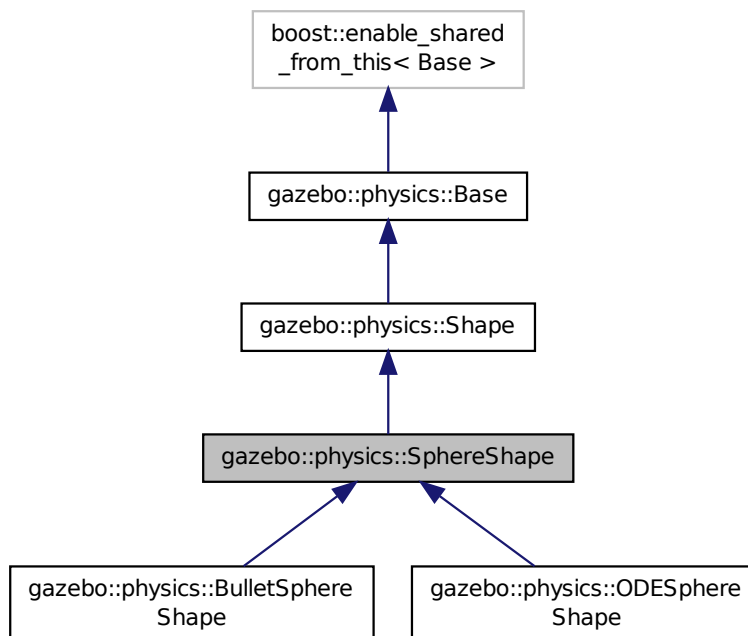 boost::enable_shared
_from_this< Base >
gazebo::physics::Base
gazebo::physics::Shape
gazebo::physics::SphereShape
gazebo::physics::BulletSphere
Shape
gazebo::physics::ODESphere
Shape